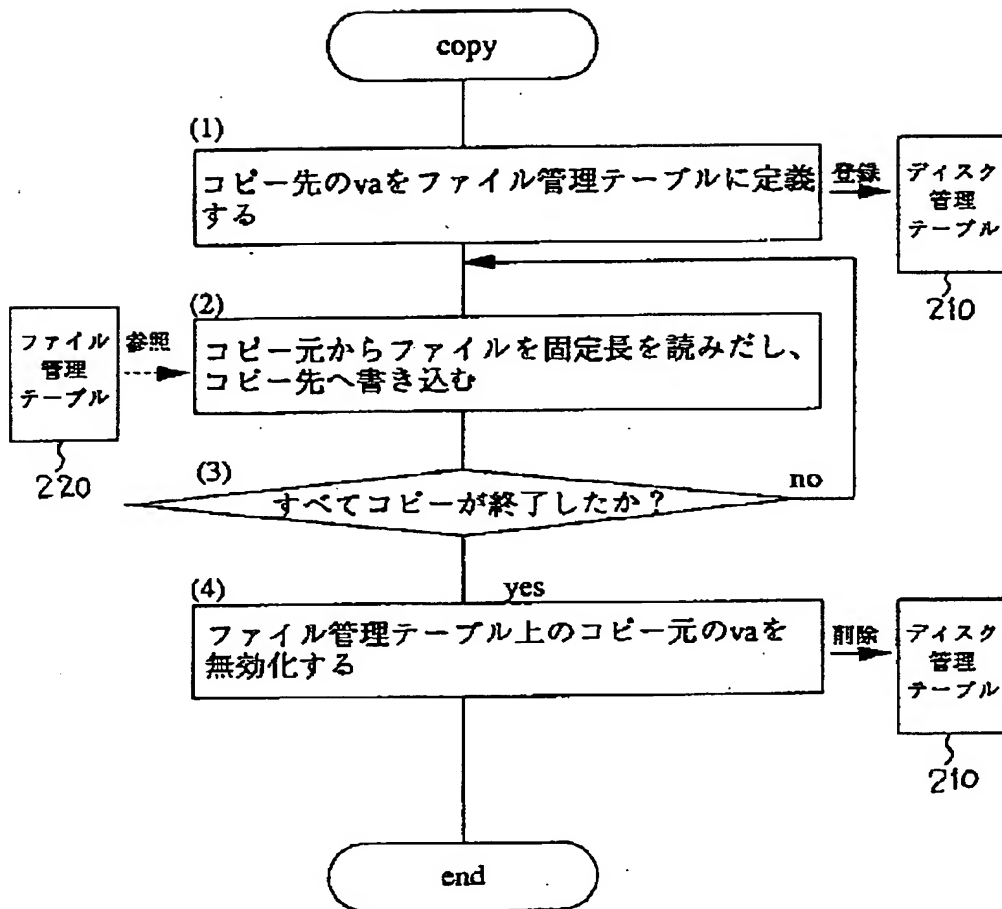 copy
(1)
コピー先のvaをファイル管理テーブルに定義
する
登録
ディスク
管理
テーブル
210
(2)
ファイル
管理
テーブル
220
参照
コピー元からファイルを固定長を読みだし、
コピー先へ書き込む
(3)
すべてコピーが終了したか?
no
yes
(4)
ファイル管理テーブル上のコピー元のvaを
無効化する
削除
ディスク
管理
テーブル
210
end